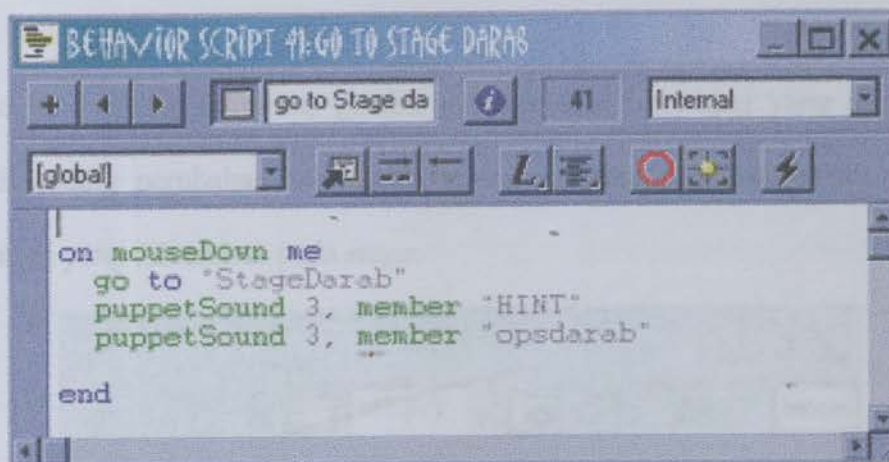 BEHAVIOR SCRIPT 41:GO TO STAGE DARAB
go to Stage da
41
Internal
[global]
L
on mouseDown me
go to "StageDarab"
puppetSound 3, member "HINT"
puppetSound 3, member "opsdarab"
end